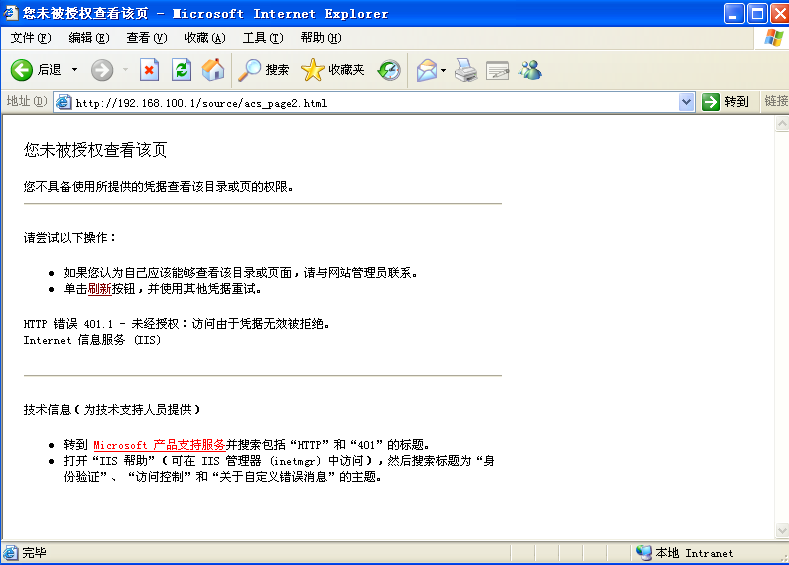 您未被授权查看该页 - Microsoft Internet Explorer
文件(F) 编辑(E) 查看(V) 收藏(A) 工具(T) 帮助(H)
后退 搜索 收藏夹
地址(D) http://192.168.100.1/source/acs_page2.html 转到 链接
您未被授权查看该页
您不具备使用所提供的凭据查看该目录或页的权限。
请尝试以下操作：
● 如果您认为自己应该能够查看该目录或页面，请与网站管理员联系。
● 单击刷新按钮，并使用其他凭据重试。
HTTP 错误 401.1 - 未经授权：访问由于凭据无效被拒绝。
Internet 信息服务 (IIS)
技术信息（为技术支持人员提供）
● 转到 Microsoft 产品支持服务并搜索包括“HTTP”和“401”的标题。
● 打开“IIS 帮助”（可在 IIS 管理器 (inetmgr) 中访问），然后搜索标题为“身
份验证”、“访问控制”和“关于自定义错误消息”的主题。
完毕 本地 Intranet